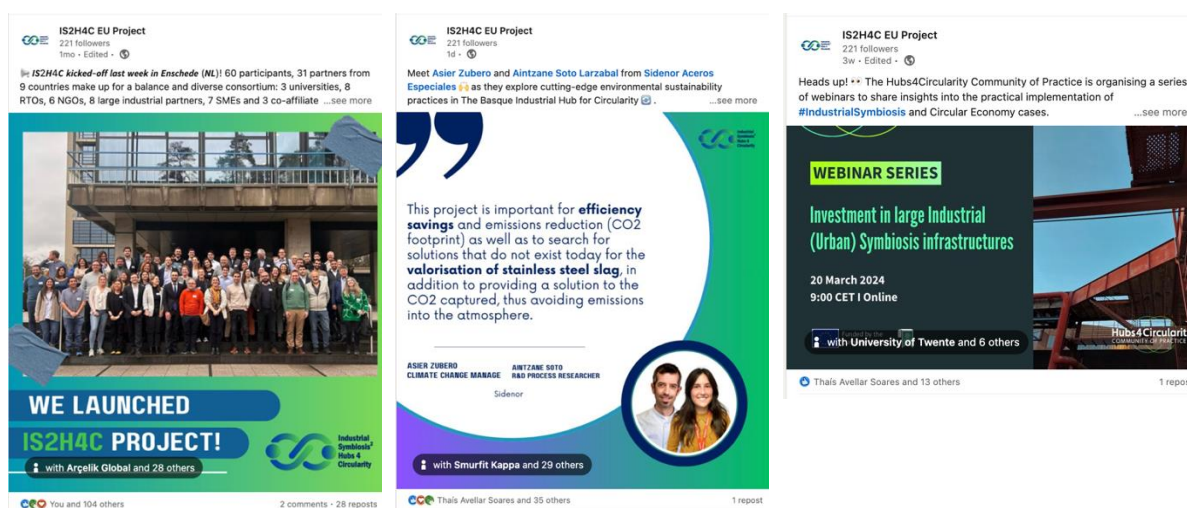 IS2H4C EU Project
221 followers
1mo • Edited •
IS2H4C kicked-off last week in Enschede (NL)! 60 participants, 31 partners from
9 countries make up for a balance and diverse consortium: 3 universities, 8
RTOs, 6 NGOs, 8 large industrial partners, 7 SMEs and 3 co-affiliate ...see more
WE LAUNCHED
IS2H4C PROJECT!
Industrial
Symbiosis²
Hubs 4
Circularity
with Arçelik Global and 28 others
You and 104 others
2 comments • 28 reposts
IS2H4C EU Project
221 followers
1d •
Meet Asier Zubero and Aintzane Soto Larzabal from Sidenor Aceros
Especiales as they explore cutting-edge environmental sustainability
practices in The Basque Industrial Hub for Circularity . ...see more
Industrial
Symbiosis²
Hubs 4
Circularity
This project is important for efficiency
savings and emissions reduction (CO2
footprint) as well as to search for
solutions that do not exist today for the
valorisation of stainless steel slag, in
addition to providing a solution to the
CO2 captured, thus avoiding emissions
into the atmosphere.
ASIER ZUBERO
CLIMATE CHANGE MANAGE
AINTZANE SOTO
R&D PROCESS RESEARCHER
Sidenor
with Smurfit Kappa and 29 others
Thaís Avellar Soares and 35 others
1 repost
IS2H4C EU Project
221 followers
3w • Edited •
Heads up! The Hubs4Circularity Community of Practice is organising a series
of webinars to share insights into the practical implementation of
#IndustrialSymbiosis and Circular Economy cases. ...see more
WEBINAR SERIES
Investment in large Industrial
(Urban) Symbiosis infrastructures
20 March 2024
9:00 CET I Online
Funded by the
with University of Twente and 6 others
Hubs4Circularit
COMMUNITY OF PRACTICE
Thaís Avellar Soares and 13 others
1 repos